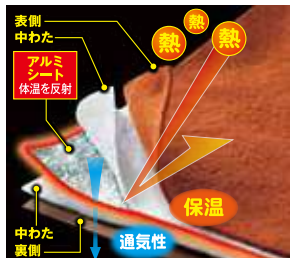 表側
中わた
アルミ
シート
体温を反射
熱
熱
熱
保温
中わた
裏側
通気性